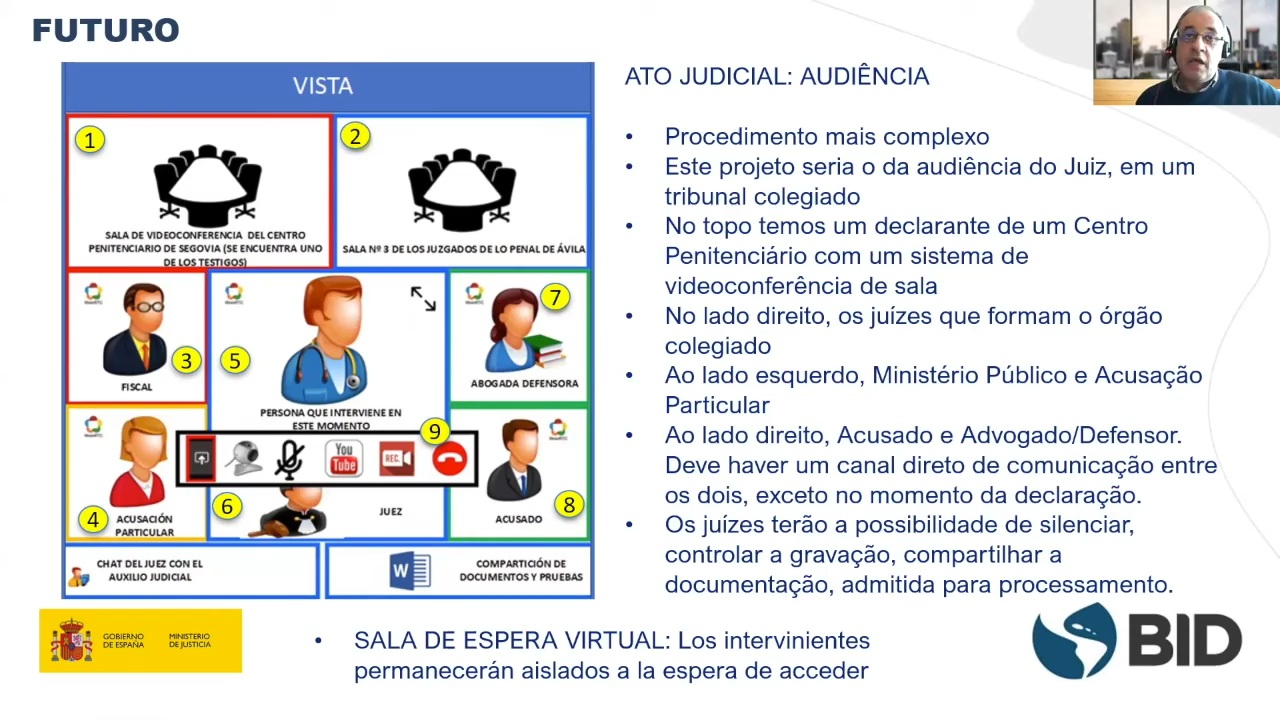 FUTURO
VISTA
1
2
SALA DE VIDEOCONFERENCIA DEL CENTRO
PENITENCIARIO DE SEGOVIA (SE ENCUENTRA UNO
DE LOS TESTIGOS)
SALA Nº 3 DE LOS JUZGADOS DE LO PENAL DE ÁVILA
3
FISCAL
5
PERSONA QUE INTERVIENE EN
ESTE MOMENTO
7
ABOGADA DEFENSORA
9
You
Tube
REC
4
ACUSACIÓN
PARTICULAR
6
JUEZ
8
ACUSADO
CHAT DEL JUEZ CON EL
AUXILIO JUDICIAL
W
COMPARTICIÓN DE
DOCUMENTOS Y PRUEBAS
ATO JUDICIAL: AUDIÊNCIA
• Procedimento mais complexo
• Este projeto seria o da audiência do Juiz, em um
tribunal colegiado
• No topo temos um declarante de um Centro
Penitenciário com um sistema de
videoconferência de sala
• No lado direito, os juízes que formam o órgão
colegiado
• Ao lado esquerdo, Ministério Público e Acusação
Particular
• Ao lado direito, Acusado e Advogado/Defensor.
Deve haver um canal direto de comunicação entre
os dois, exceto no momento da declaração.
• Os juízes terão a possibilidade de silenciar,
controlar a gravação, compartilhar a
documentação, admitida para processamento.
GOBIERNO
DE ESPAÑA
MINISTERIO
DE JUSTICIA
• SALA DE ESPERA VIRTUAL: Los intervinientes
permanecerán aislados a la espera de acceder
BID